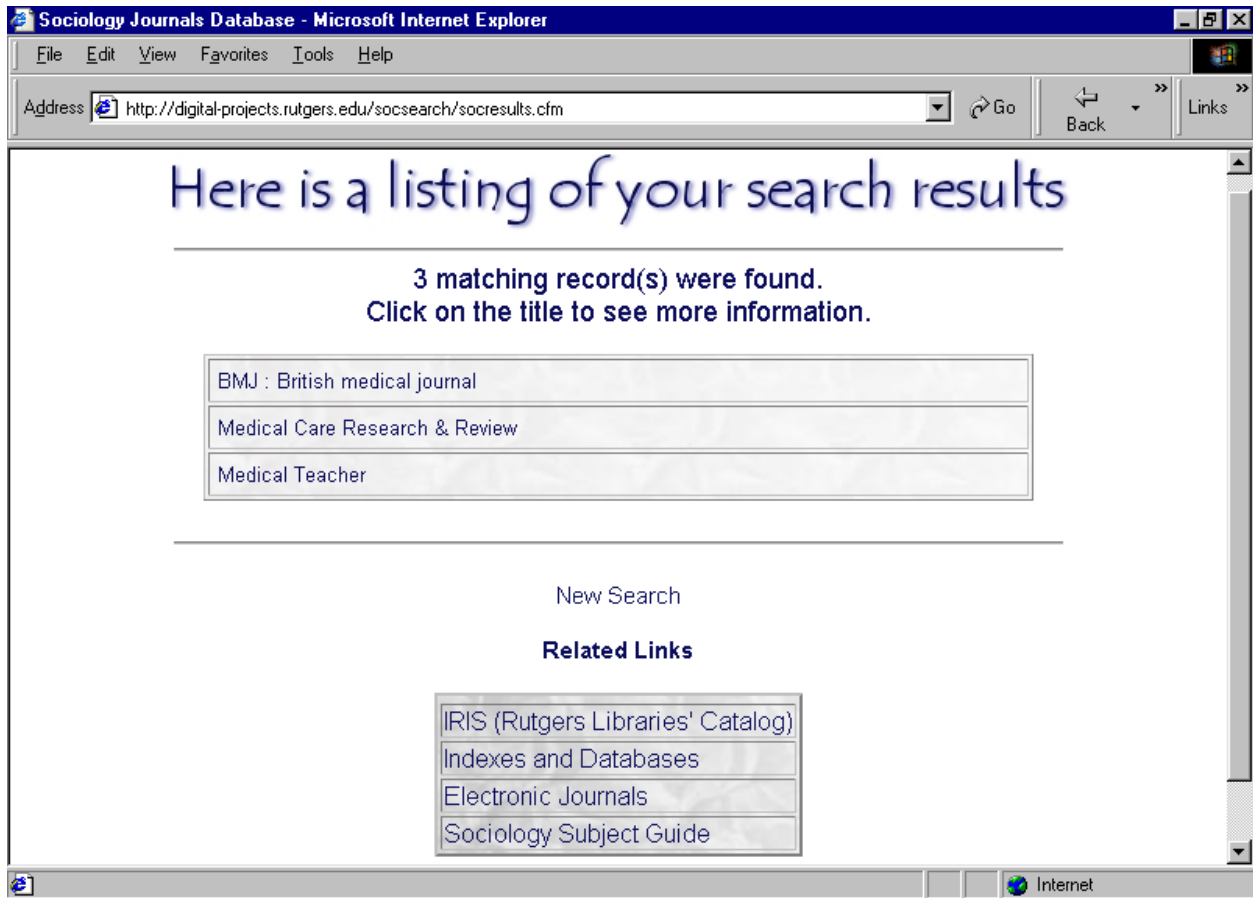 Sociology Journals Database - Microsoft Internet Explorer
File Edit View Favorites Tools Help
Address http://digital-projects.rutgers.edu/socsearch/socresults.cfm Go Back » Links »
Here is a listing of your search results
3 matching record(s) were found.
Click on the title to see more information.
BMJ : British medical journal
Medical Care Research & Review
Medical Teacher
New Search
Related Links
IRIS (Rutgers Libraries' Catalog)
Indexes and Databases
Electronic Journals
Sociology Subject Guide
Internet